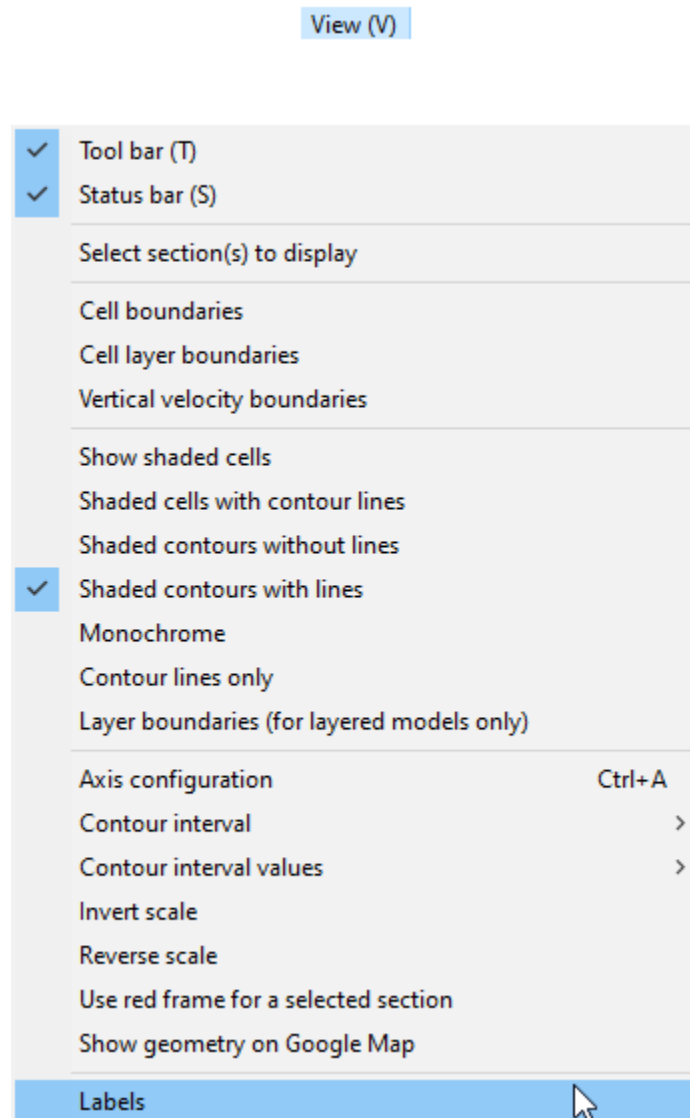 View (V)
Tool bar (T)
Status bar (S)
Select section(s) to display
Cell boundaries
Cell layer boundaries
Vertical velocity boundaries
Show shaded cells
Shaded cells with contour lines
Shaded contours without lines
Shaded contours with lines
Monochrome
Contour lines only
Layer boundaries (for layered models only)
Axis configuration Ctrl+A
Contour interval
Contour interval values
Invert scale
Reverse scale
Use red frame for a selected section
Show geometry on Google Map
Labels